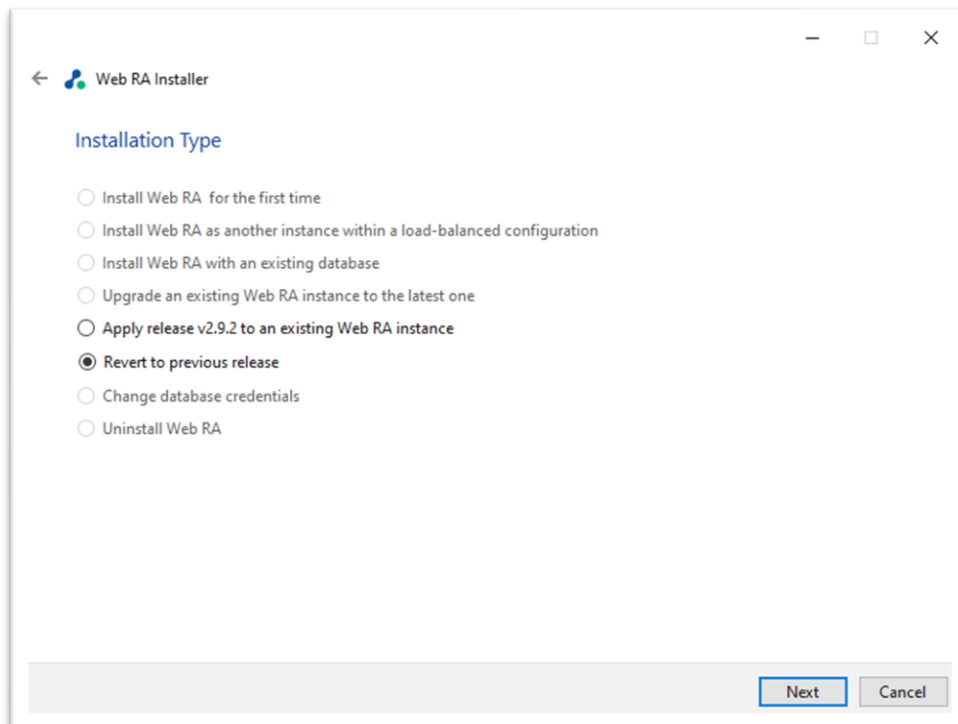 Web RA Installer
Installation Type
Install Web RA for the first time
Install Web RA as another instance within a load-balanced configuration
Install Web RA with an existing database
Upgrade an existing Web RA instance to the latest one
Apply release v2.9.2 to an existing Web RA instance
Revert to previous release
Change database credentials
Uninstall Web RA
Next Cancel